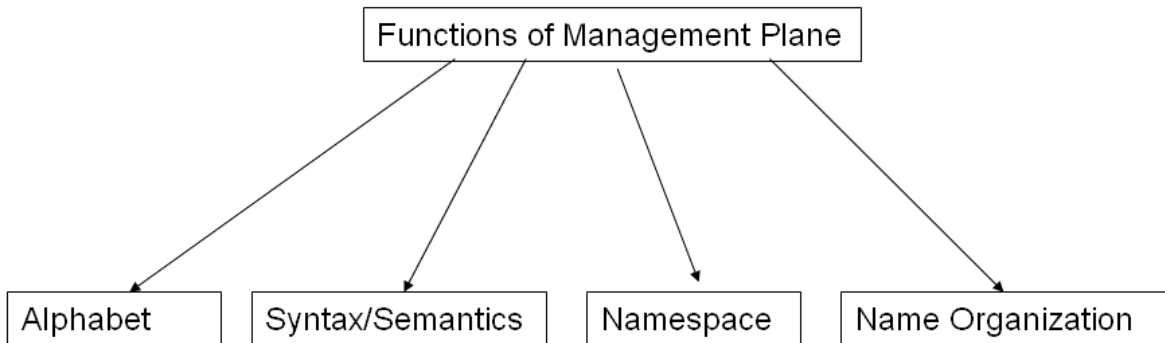 Functions of Management Plane
Alphabet
Syntax/Semantics
Namespace
Name Organization